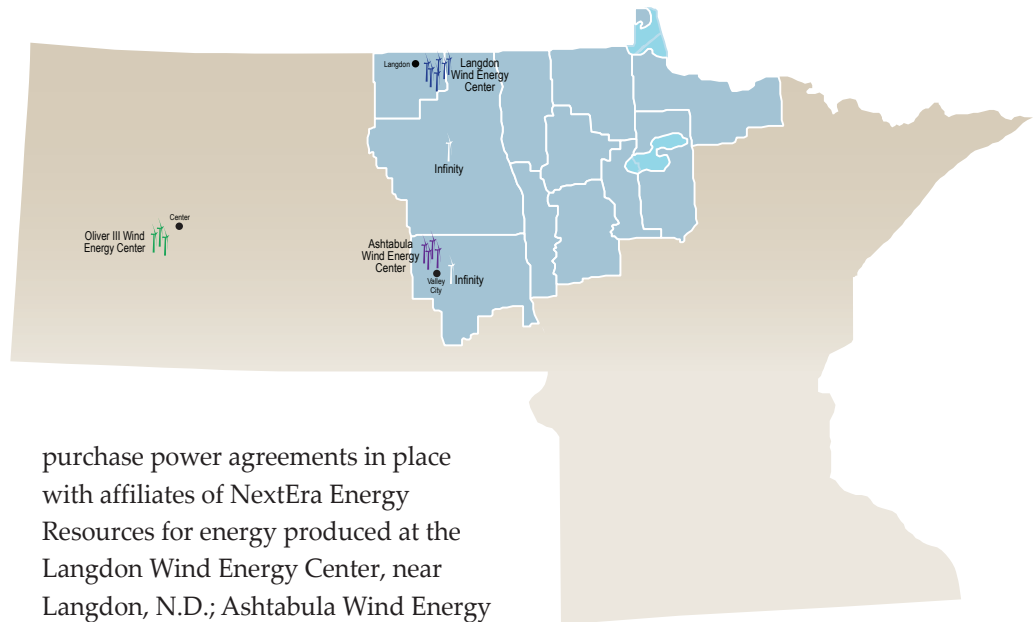 Langdon
Langdon
Wind Energy
Center
Infinity
Center
Oliver III Wind
Energy Center
Ashtabula
Wind Energy
Center
Valley
City
Infinity
purchase power agreements in place
with affiliates of NextEra Energy
Resources for energy produced at the
Langdon Wind Energy Center, near
Langdon, N.D.; Ashtabula Wind Energy